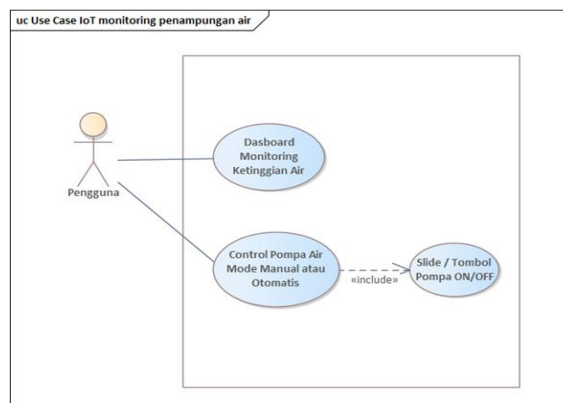 uc Use Case IoT monitoring penampungan air
Dasboard
Monitoring
Ketinggian Air
Pengguna
Control Pompa Air
Mode Manual atau
Otomatis
«include»
Slide / Tombol
Pompa ON/OFF